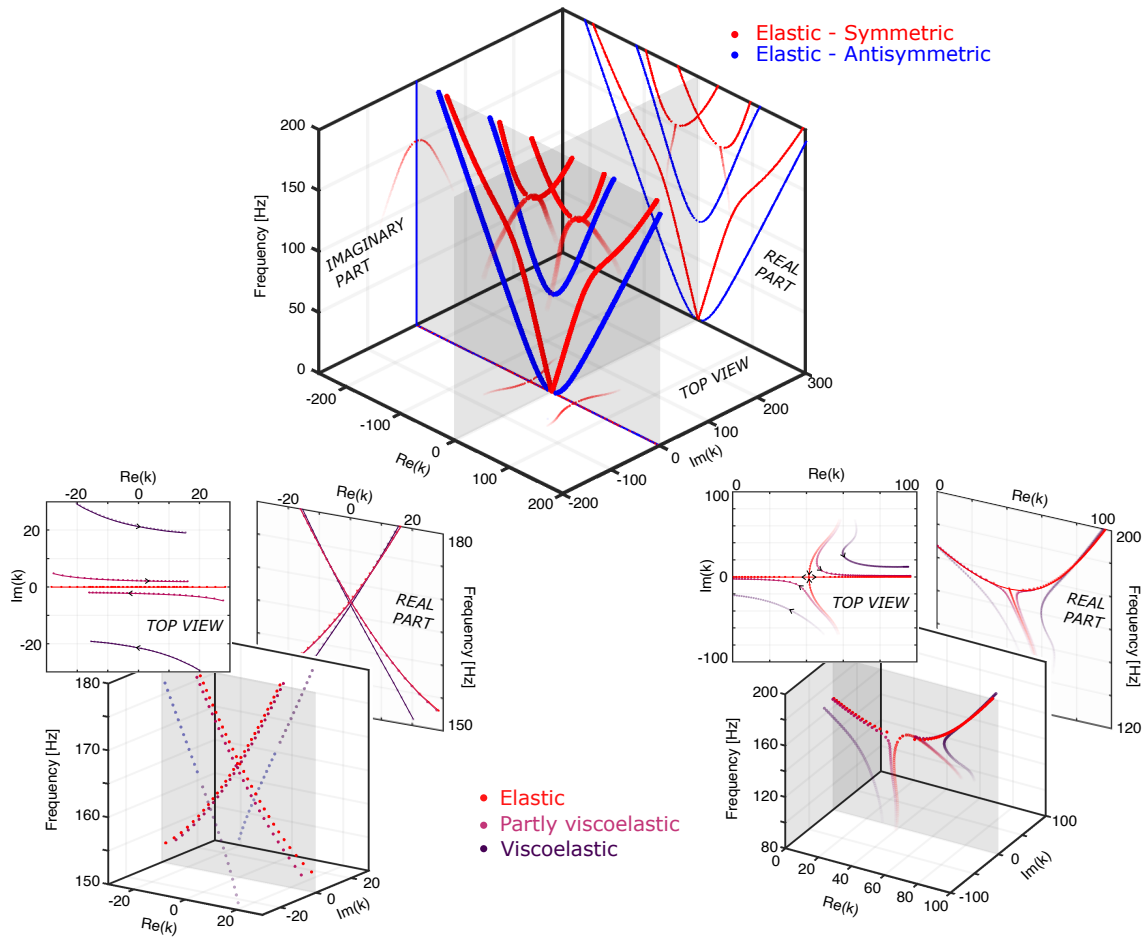 Elastic - Symmetric
Elastic - Antisymmetric
200
150
100
50
0
Frequency [Hz]
IMAGINARY
PART
REAL
PART
TOP VIEW
-200
-100
0
100
200
Re(k)
-200
-100
0
100
200
300
Im(k)
Re(k)
-20
0
20
20
0
-20
Im(k)
TOP VIEW
Re(k)
-20
0
20
180
150
Frequency [Hz]
REAL
PART
180
170
160
150
Frequency [Hz]
-20
0
20
Re(k)
-20
0
20
Im(k)
Elastic
Partly viscoelastic
Viscoelastic
Re(k)
0
100
100
0
-100
Im(k)
TOP VIEW
Re(k)
100
200
120
Frequency [Hz]
REAL
PART
200
160
120
80
Frequency [Hz]
0
20
40
60
80
100
Re(k)
-100
0
100
Im(k)